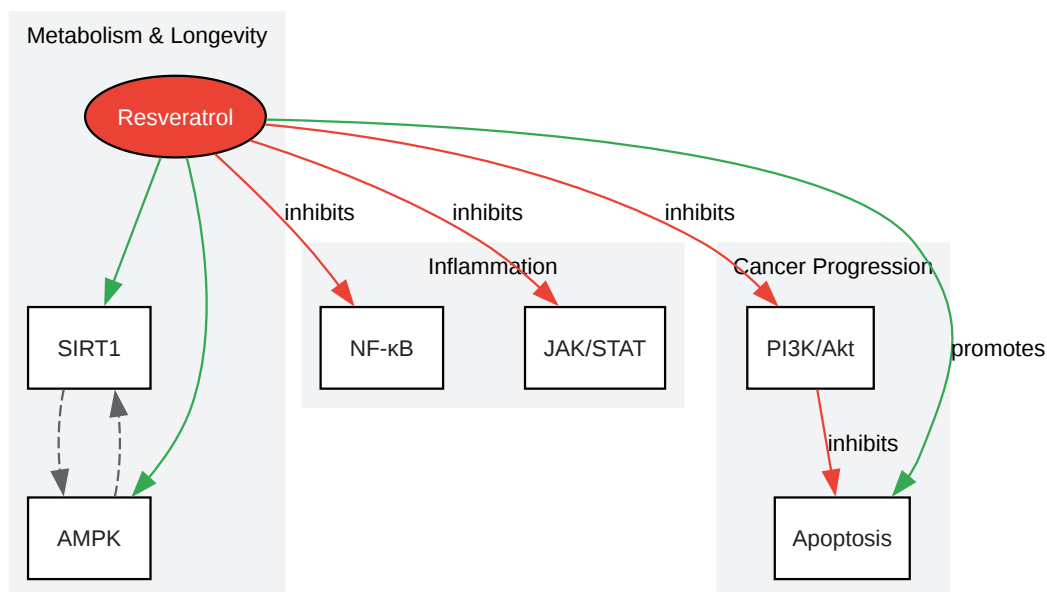 Metabolism & Longevity
Resveratrol
inhibits
inhibits
inhibits
Inflammation
Cancer Progression
SIRT1
NF-κB
JAK/STAT
PI3K/Akt
promotes
inhibits
AMPK
Apoptosis